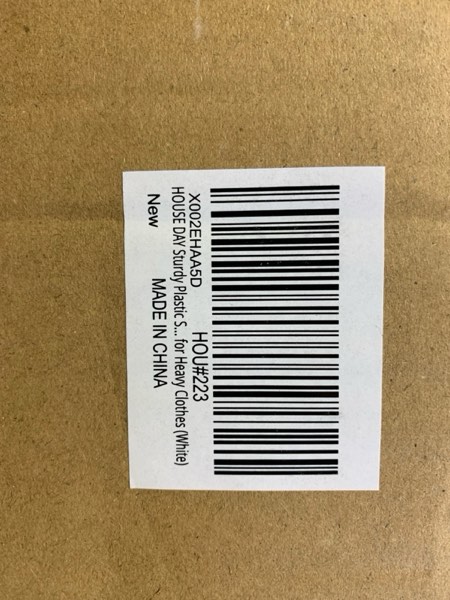 X002EHAA5D HOU#223
HOUSE DAY Sturdy Plastic S... for Heavy Clothes (White)
New MADE IN CHINA